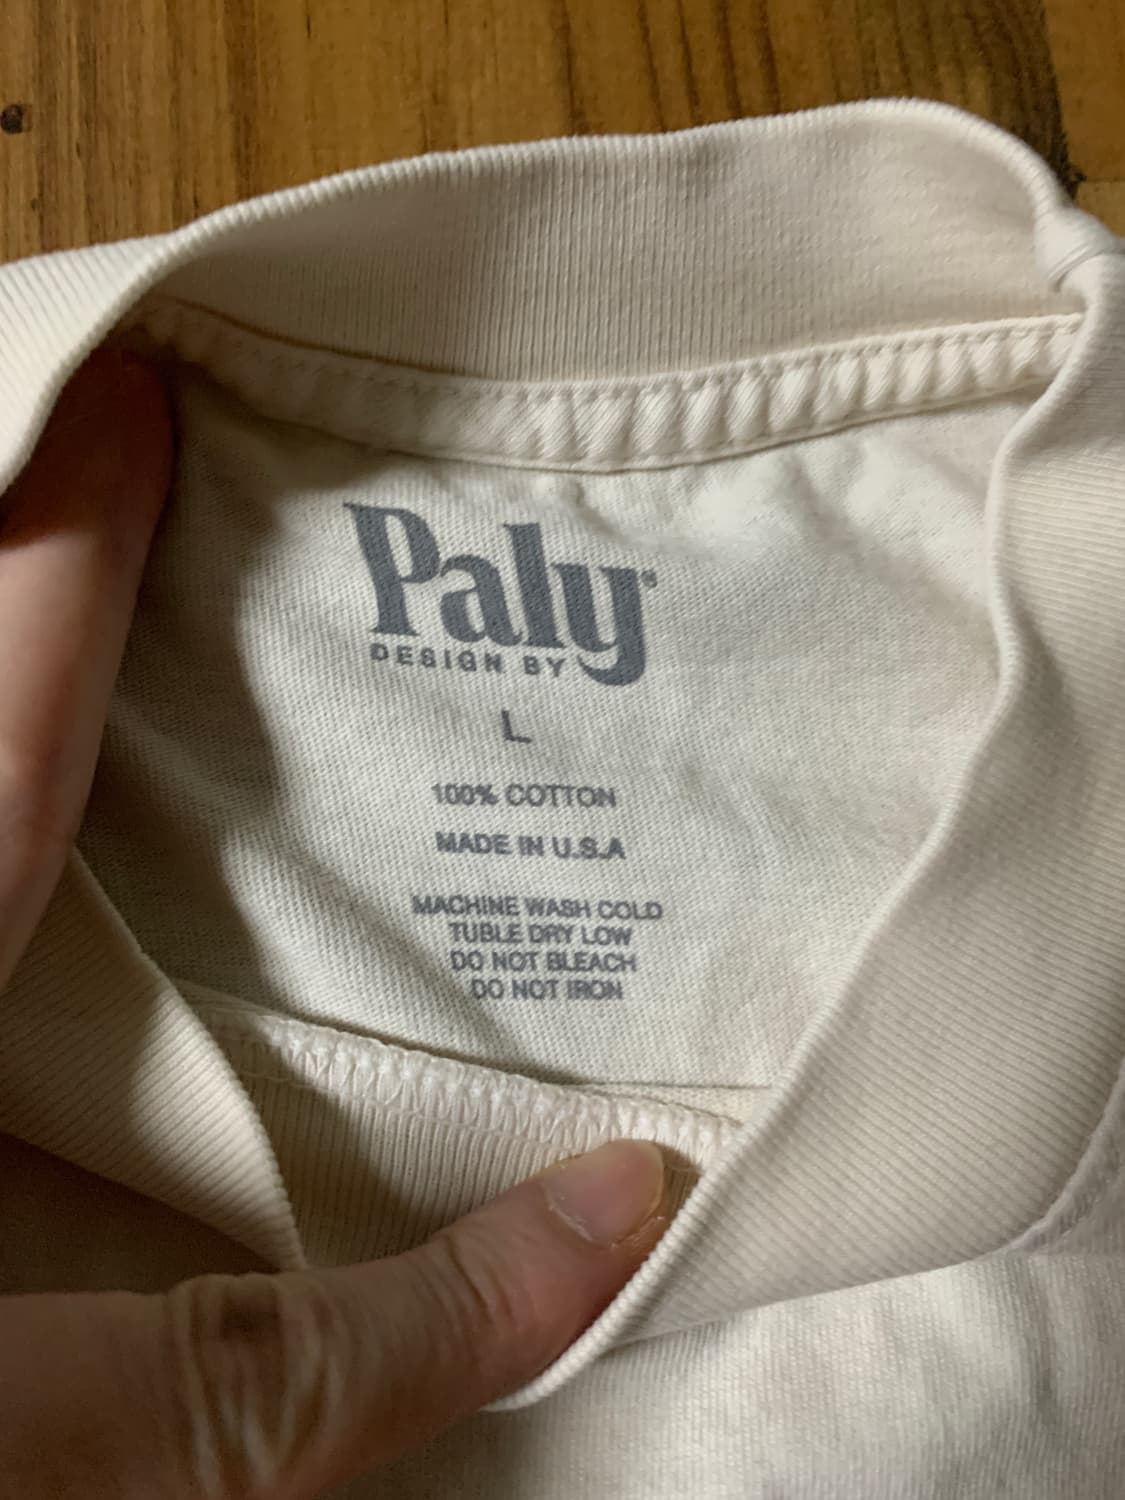 Paly®
DESIGN BY
L
100% COTTON
MADE IN U.S.A
MACHINE WASH COLD
TUBLE DRY LOW
DO NOT BLEACH
DO NOT IRON